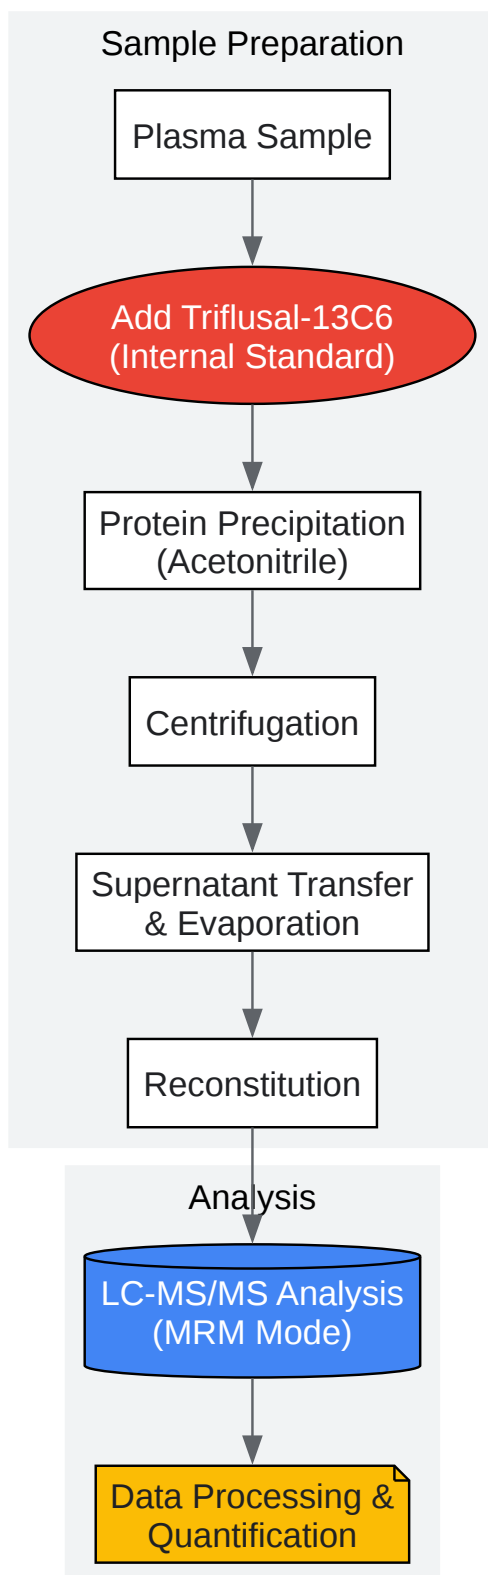 Sample Preparation
Plasma Sample
Add Triflusal-13C6
(Internal Standard)
Protein Precipitation
(Acetonitrile)
Centrifugation
Supernatant Transfer
& Evaporation
Reconstitution
Analysis
LC-MS/MS Analysis
(MRM Mode)
Data Processing &
Quantification